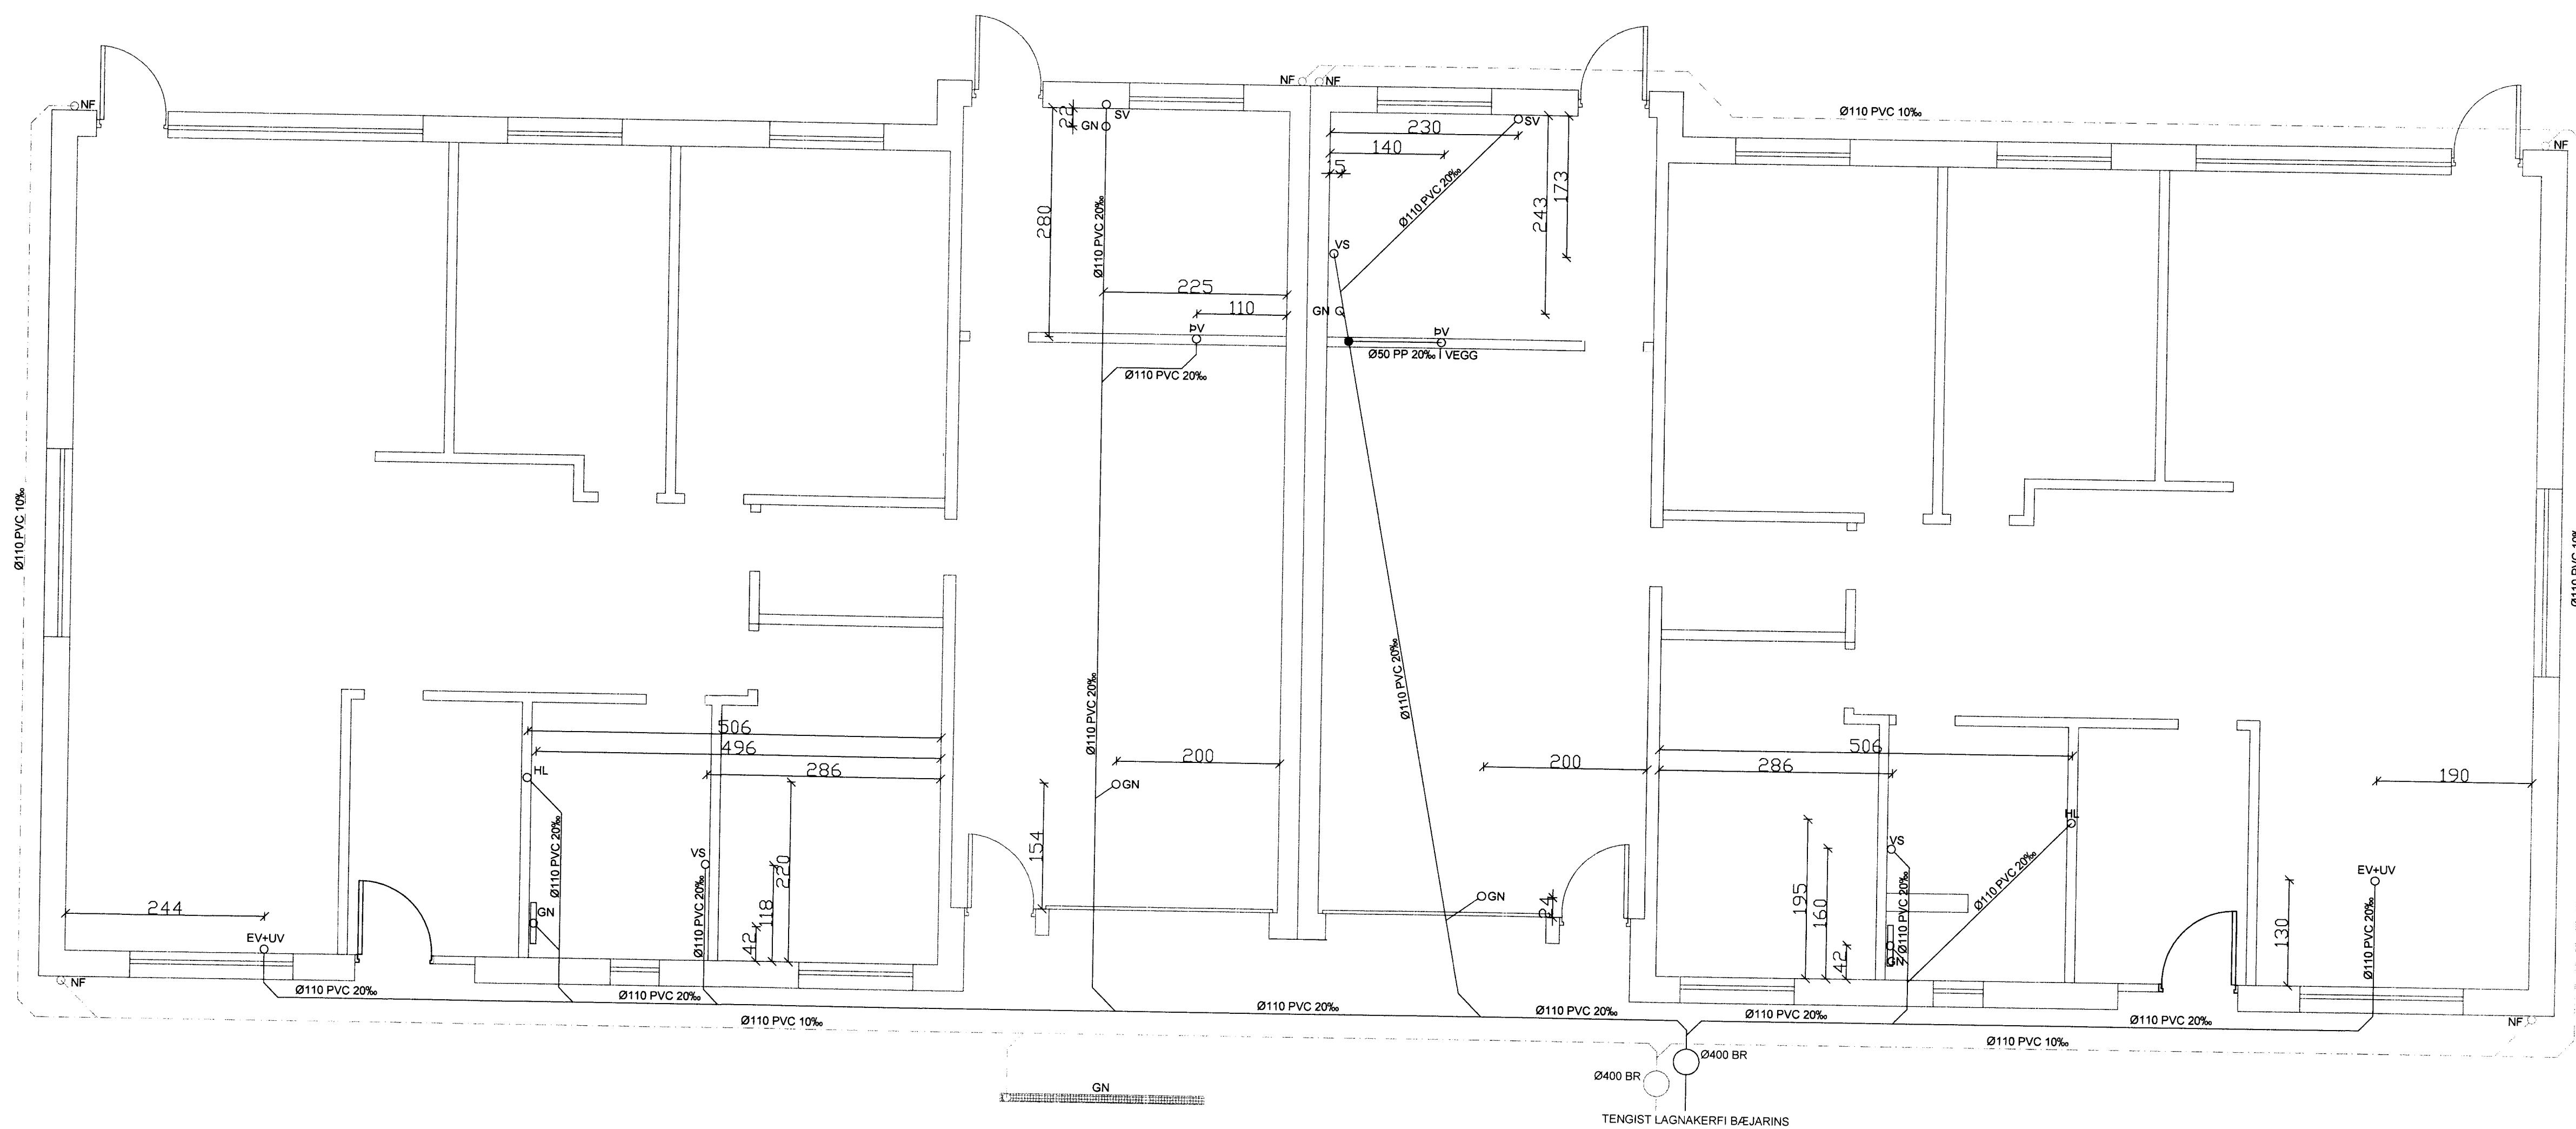 NF
NF
NF
Ø110 PVC 10‰
NF
SV
GN
22
SV
230
140
15
173
243
280
Ø110 PVC 20‰
Ø110 PVC 20‰
VS
225
110
GN
ÞV
ÞV
Ø50 PP 20‰ Í VEGG
Ø110 PVC 20‰
Ø110 PVC 10‰
Ø110 PVC 10‰
Ø110 PVC 20‰
Ø110 PVC 20‰
506
496
286
HL
200
GN
154
200
506
286
190
HL
VS
Ø110 PVC 20‰
VS
Ø110 PVC 20‰
118
220
42
GN
244
EV+UV
GN
24
195
160
42
Ø110 PVC 20‰
GN
Ø110 PVC 20‰
EV+UV
130
Ø110 PVC 20‰
NF
Ø110 PVC 20‰
Ø110 PVC 20‰
Ø110 PVC 20‰
Ø110 PVC 20‰
Ø110 PVC 20‰
Ø110 PVC 20‰
NF
Ø110 PVC 10‰
Ø110 PVC 10‰
Ø400 BR
Ø400 BR
GN
TENGIST LAGNAKERFI BÆJARINS